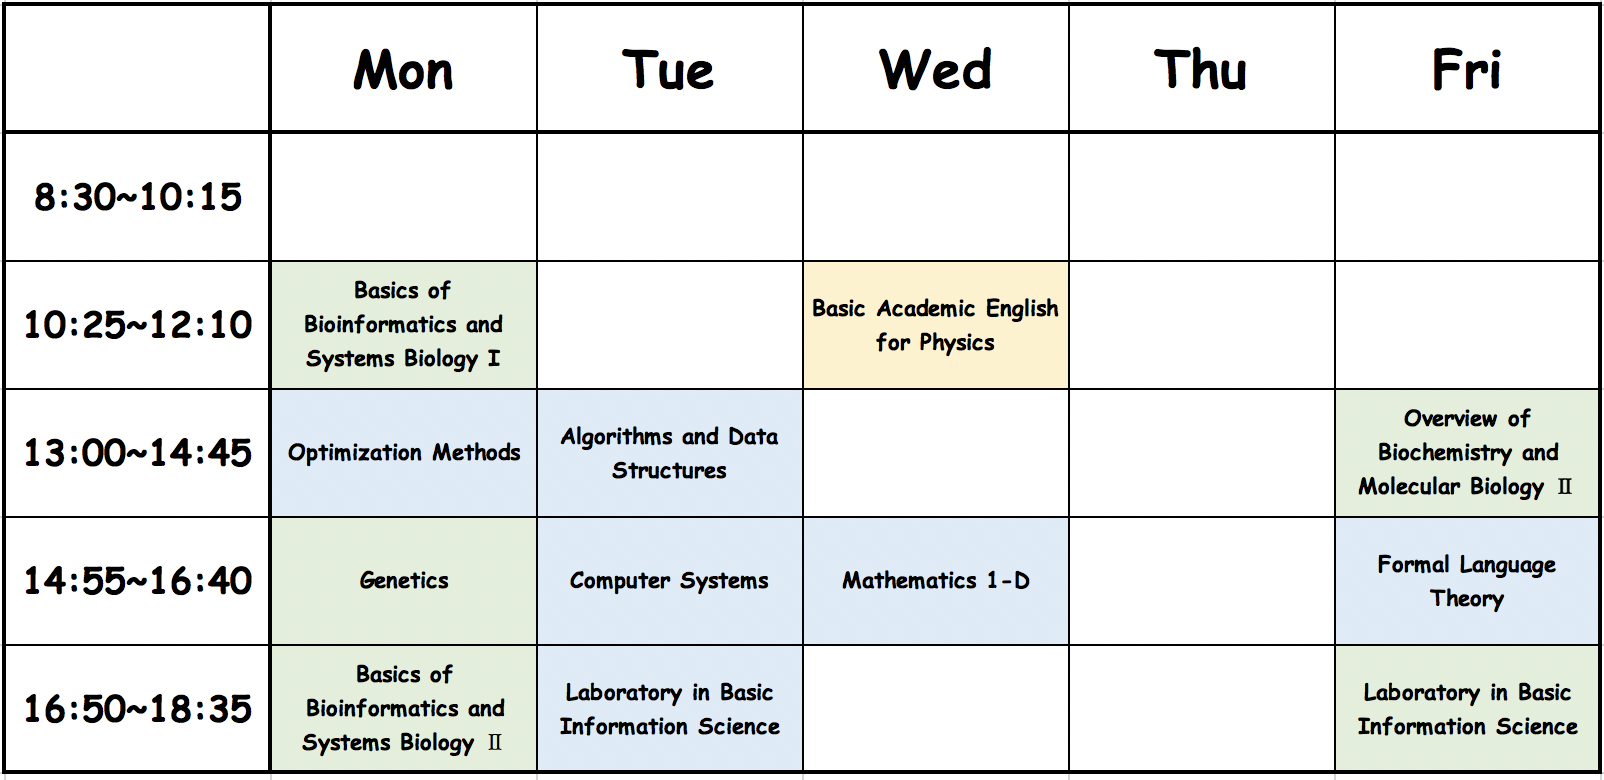 Mon Tue Wed Thu Fri
8:30~10:15
10:25~12:10
Basics of
Bioinformatics and
Systems Biology I
Basic Academic English
for Physics
13:00~14:45
Optimization Methods
Algorithms and Data
Structures
Overview of
Biochemistry and
Molecular Biology Ⅱ
14:55~16:40
Genetics
Computer Systems
Mathematics 1-D
Formal Language
Theory
16:50~18:35
Basics of
Bioinformatics and
Systems Biology Ⅱ
Laboratory in Basic
Information Science
Laboratory in Basic
Information Science